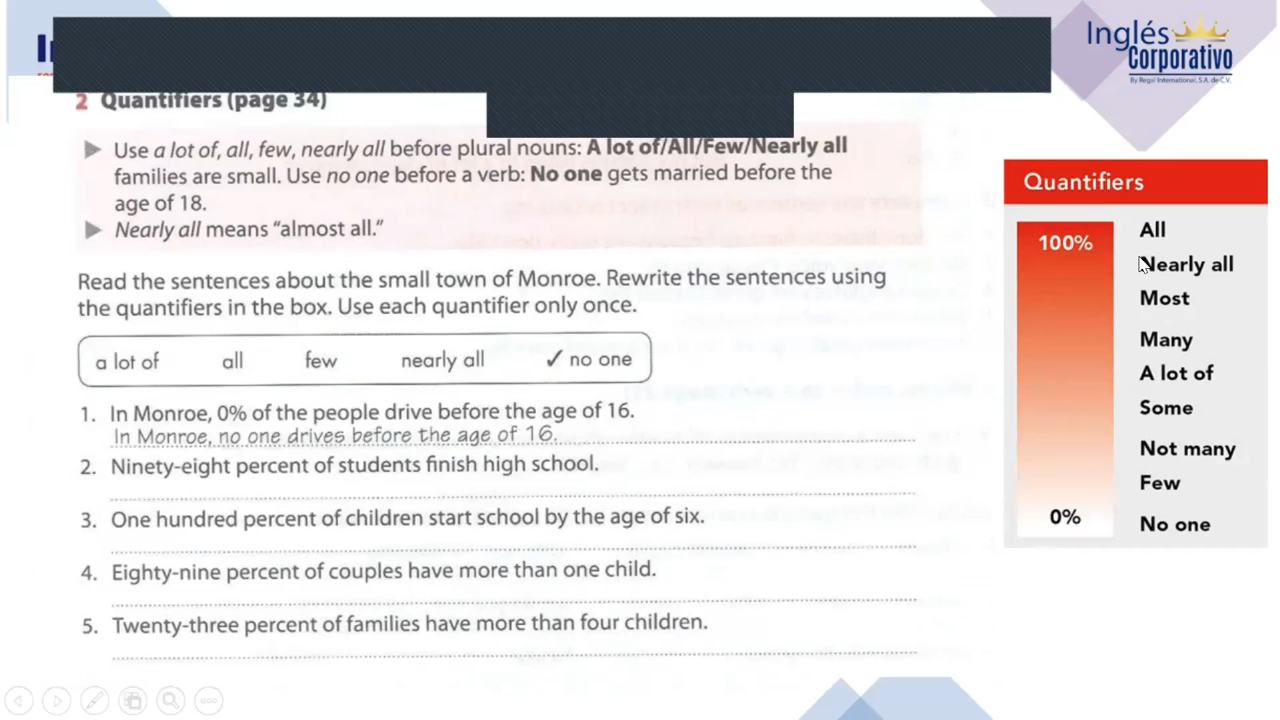 Inglés
Corporativo
By Regal International, S.A. de C.V.
2 Quantifiers (page 34)
Use a lot of, all, few, nearly all before plural nouns: A lot of/All/Few/Nearly all
families are small. Use no one before a verb: No one gets married before the
age of 18.
Nearly all means “almost all.”
Read the sentences about the small town of Monroe. Rewrite the sentences using
the quantifiers in the box. Use each quantifier only once.
a lot of all few nearly all ✓ no one
1. In Monroe, 0% of the people drive before the age of 16.
In Monroe, no one drives before the age of 16.
2. Ninety-eight percent of students finish high school.
3. One hundred percent of children start school by the age of six.
4. Eighty-nine percent of couples have more than one child.
5. Twenty-three percent of families have more than four children.
Quantifiers
100%
All
Nearly all
Most
Many
A lot of
Some
Not many
Few
0%
No one